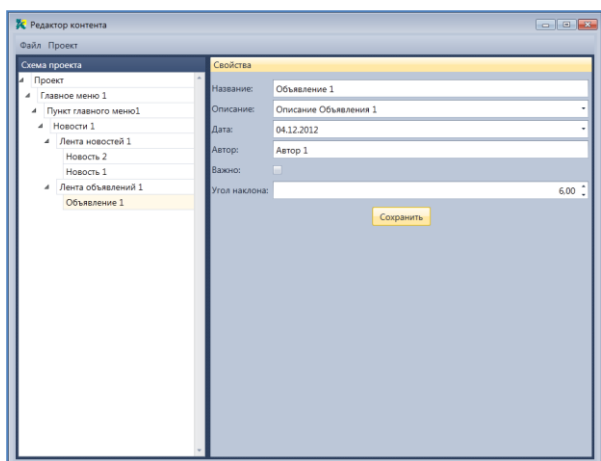 Редактор контента
Файл Проект
Схема проекта
Проект
Главное меню 1
Пункт главного меню1
Новости 1
Лента новостей 1
Новость 2
Новость 1
Лента объявлений 1
Объявление 1
Свойства
Название: Объявление 1
Описание: Описание Объявления 1
Дата: 04.12.2012
Автор: Автор 1
Важно:
Угол наклона: 6.00
Сохранить